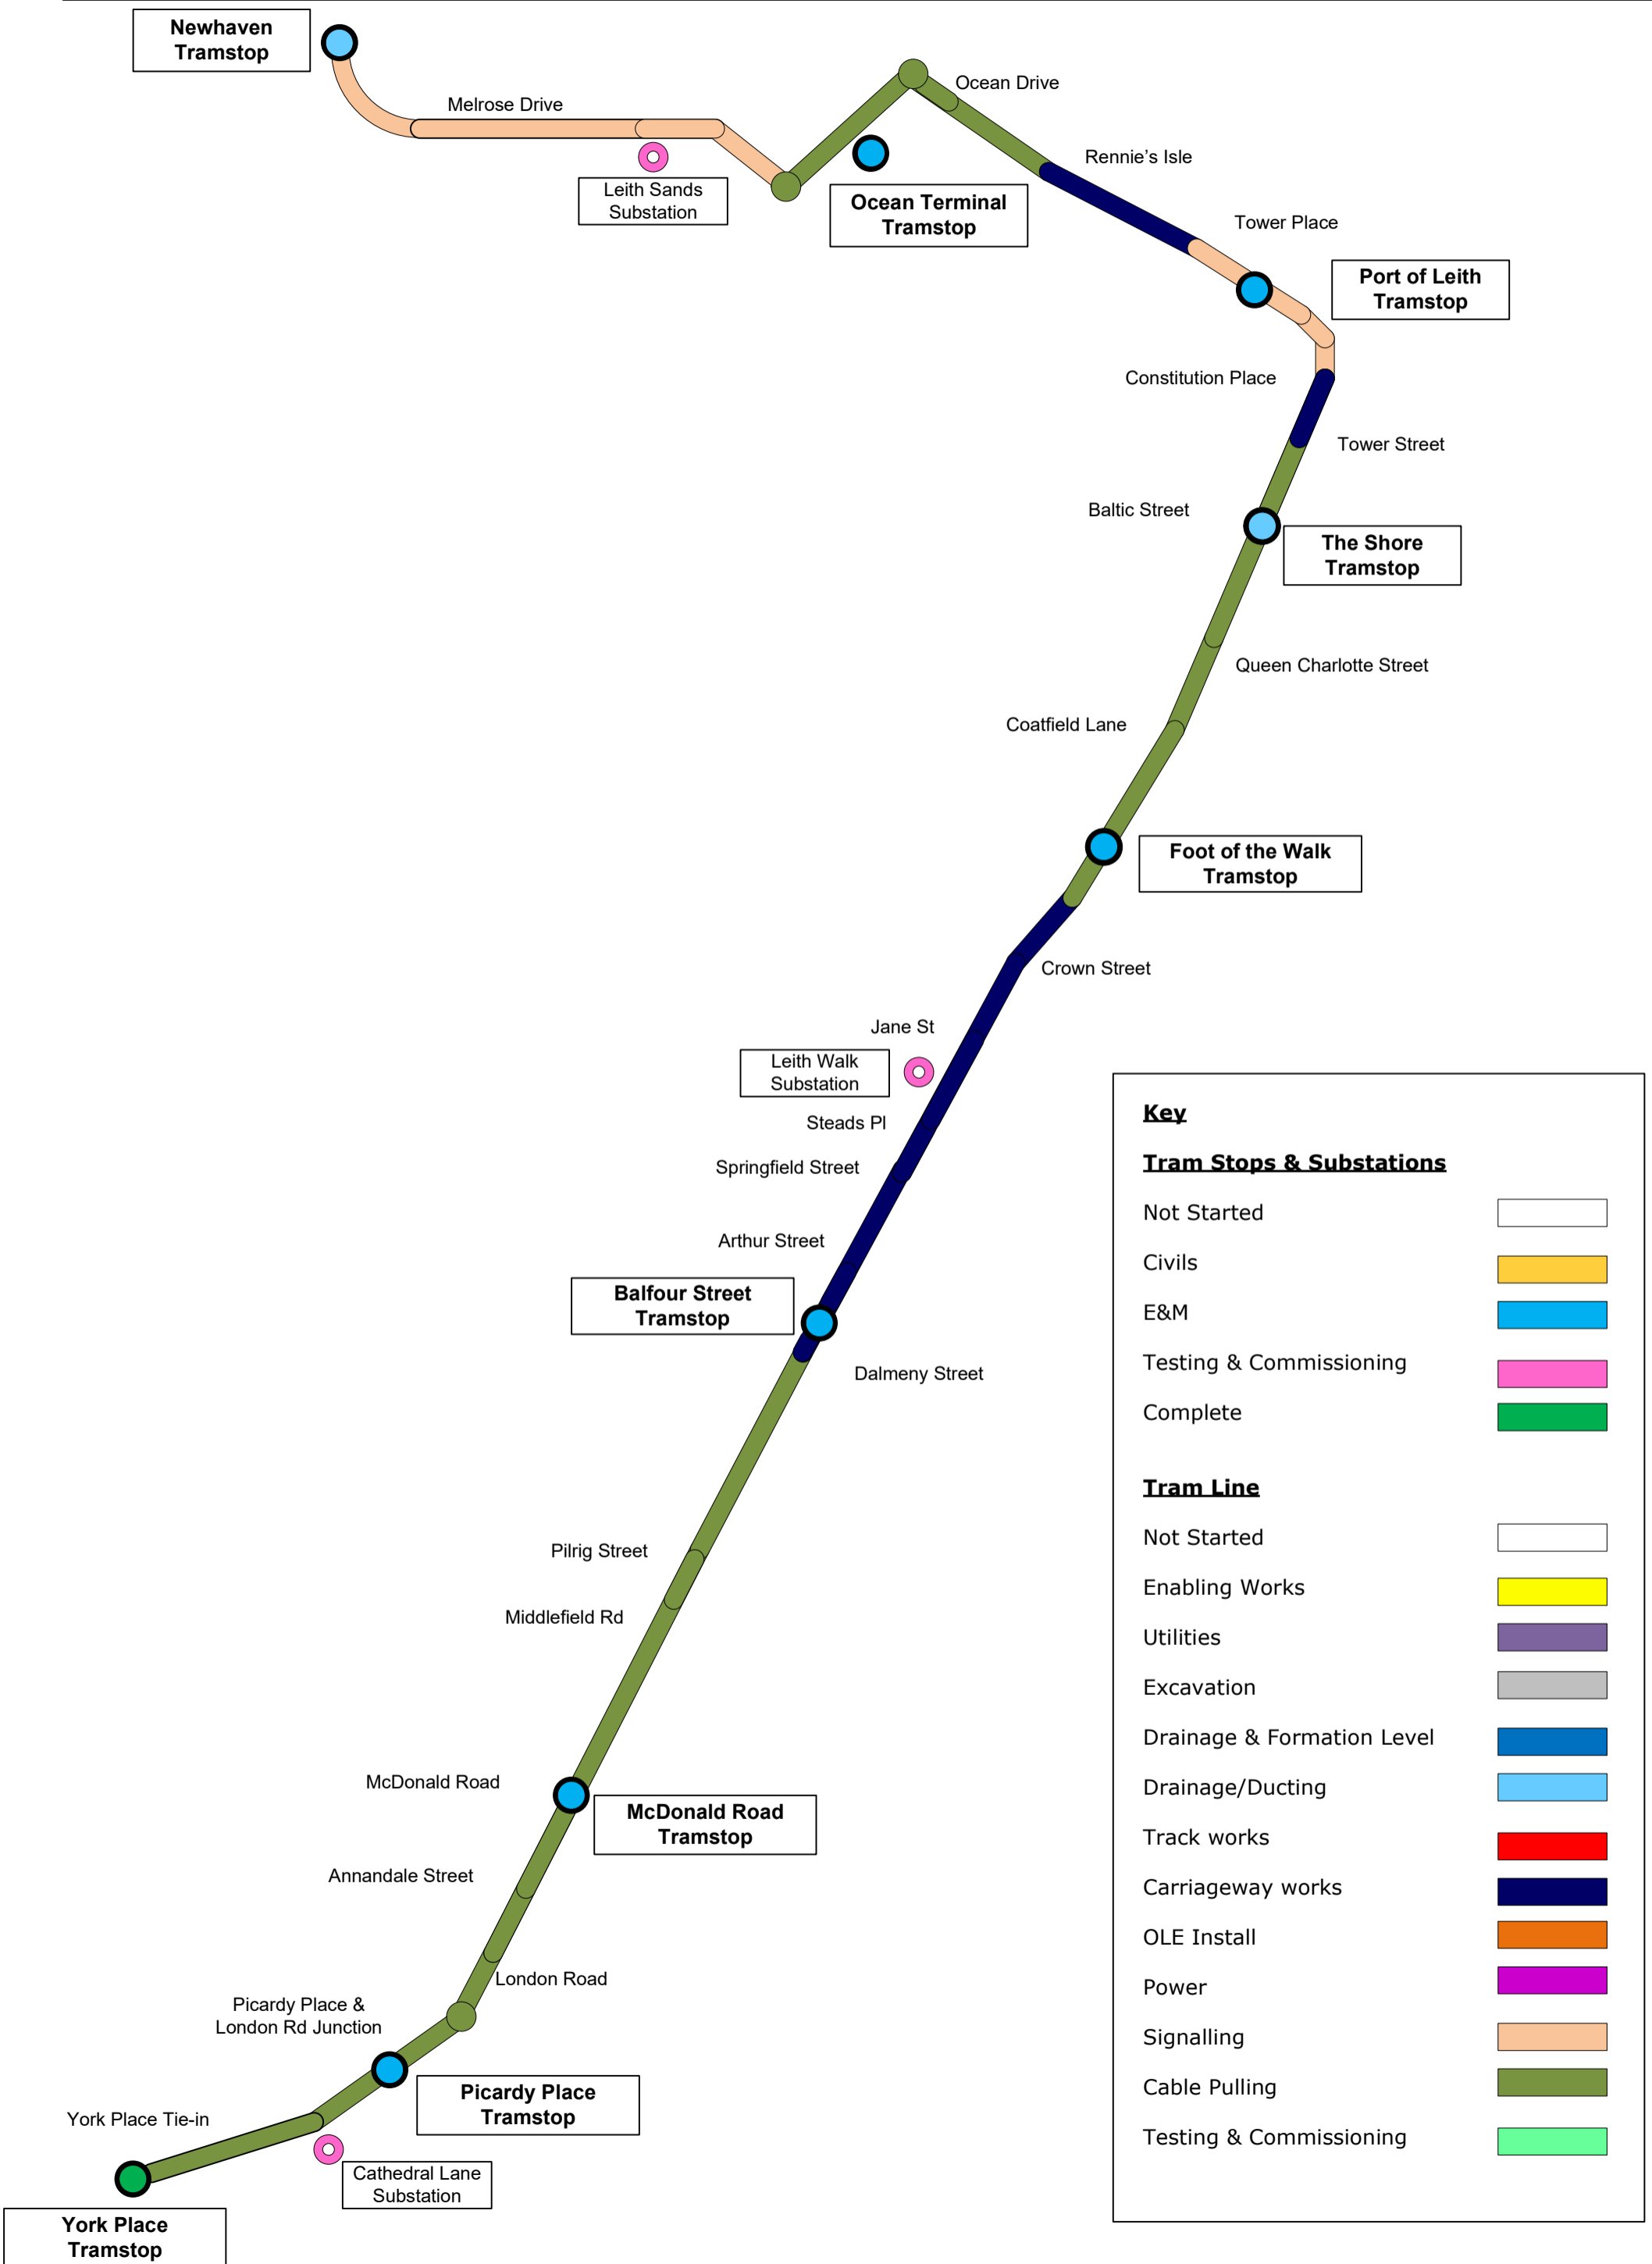 Newhaven
Tramstop
Melrose Drive
Ocean Drive
Leith Sands
Substation
Rennie’s Isle
Ocean Terminal
Tramstop
Tower Place
Port of Leith
Tramstop
Constitution Place
Tower Street
Baltic Street
The Shore
Tramstop
Queen Charlotte Street
Coatfield Lane
Foot of the Walk
Tramstop
Crown Street
Jane St
Leith Walk
Substation
Steads Pl
Springfield Street
Arthur Street
Balfour Street
Tramstop
Dalmeny Street
Pilrig Street
Middlefield Rd
McDonald Road
McDonald Road
Tramstop
Annandale Street
London Road
Picardy Place &
London Rd Junction
Picardy Place
Tramstop
York Place Tie-in
Cathedral Lane
Substation
York Place
Tramstop
Key
Tram Stops & Substations
Not Started
Civils
E&M
Testing & Commissioning
Complete
Tram Line
Not Started
Enabling Works
Utilities
Excavation
Drainage & Formation Level
Drainage/Ducting
Track works
Carriageway works
OLE Install
Power
Signalling
Cable Pulling
Testing & Commissioning